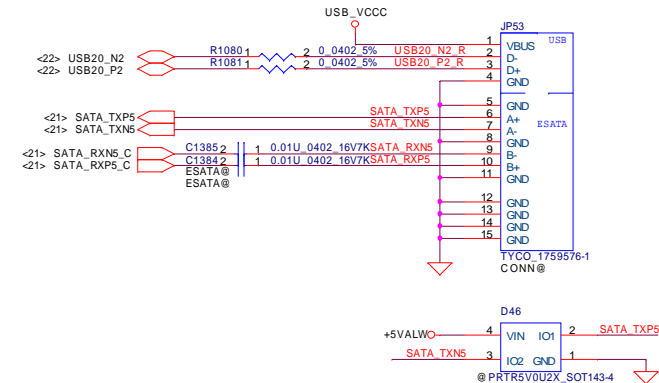 USB_VCCC
JP53
1 VBUS USB
<22> USB20_N2 R1080 1 2 0_0402_5% USB20_N2_R 2 D-
<22> USB20_P2 R1081 1 2 0_0402_5% USB20_P2_R 3 D+
4 GND
5 GND
<21> SATA_TXP5 SATA_TXP5 6 A+
<21> SATA_TXN5 SATA_TXN5 7 A- ESATA
8 GND
<21> SATA_RXN5_C C1385 2 1 0.01U_0402_16V7K SATA_RXN5 9 B-
<21> SATA_RXP5_C C1384 2 1 0.01U_0402_16V7K SATA_RXP5 10 B+
ESATA@
ESATA@
11 GND
12 GND
13 GND
14 GND
15 GND
TYCO_1759576-1
CONN@
D46
+5VALW 4 VIN IO1 2 SATA_TXP5
SATA_TXN5 3 IO2 GND 1
@ PRTR5V0U2X_SOT143-4